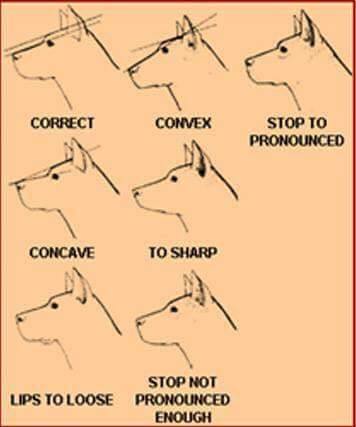 CORRECT
CONVEX
STOP TO
PRONOUNCED
CONCAVE
TO SHARP
LIPS TO LOOSE
STOP NOT
PRONOUNCED
ENOUGH